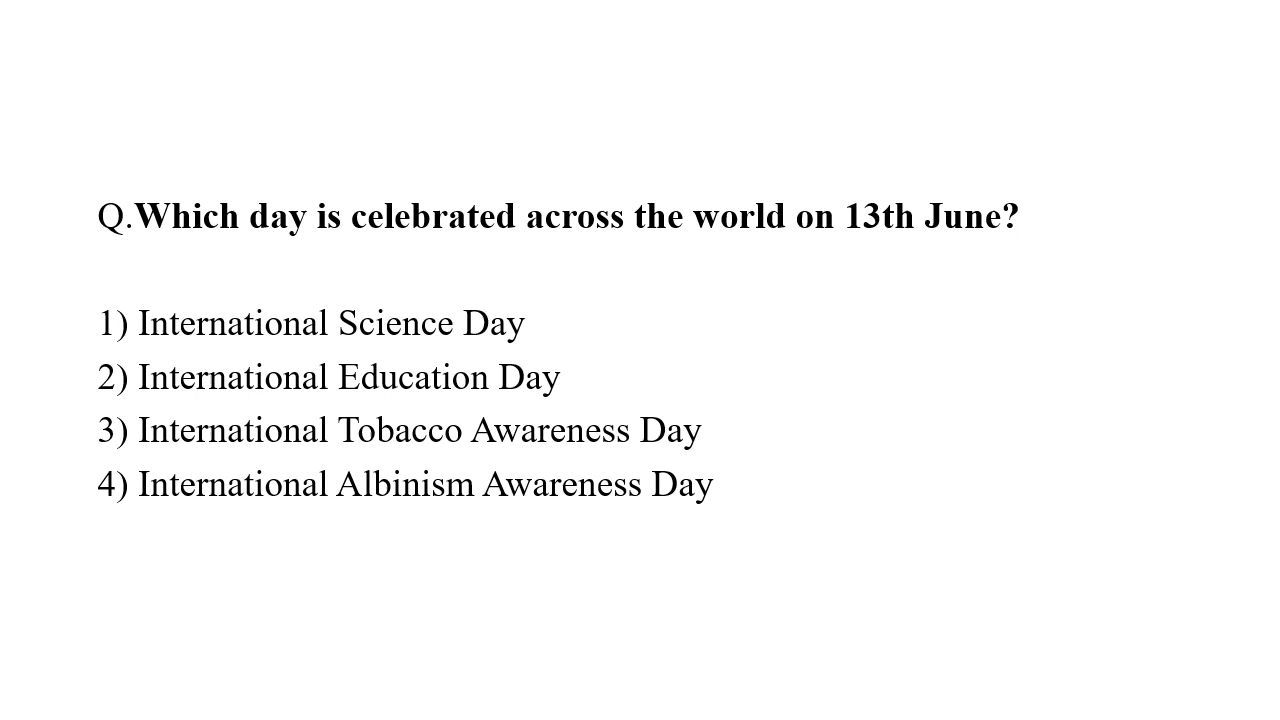 Q.Which day is celebrated across the world on 13th June?
1) International Science Day
2) International Education Day
3) International Tobacco Awareness Day
4) International Albinism Awareness Day